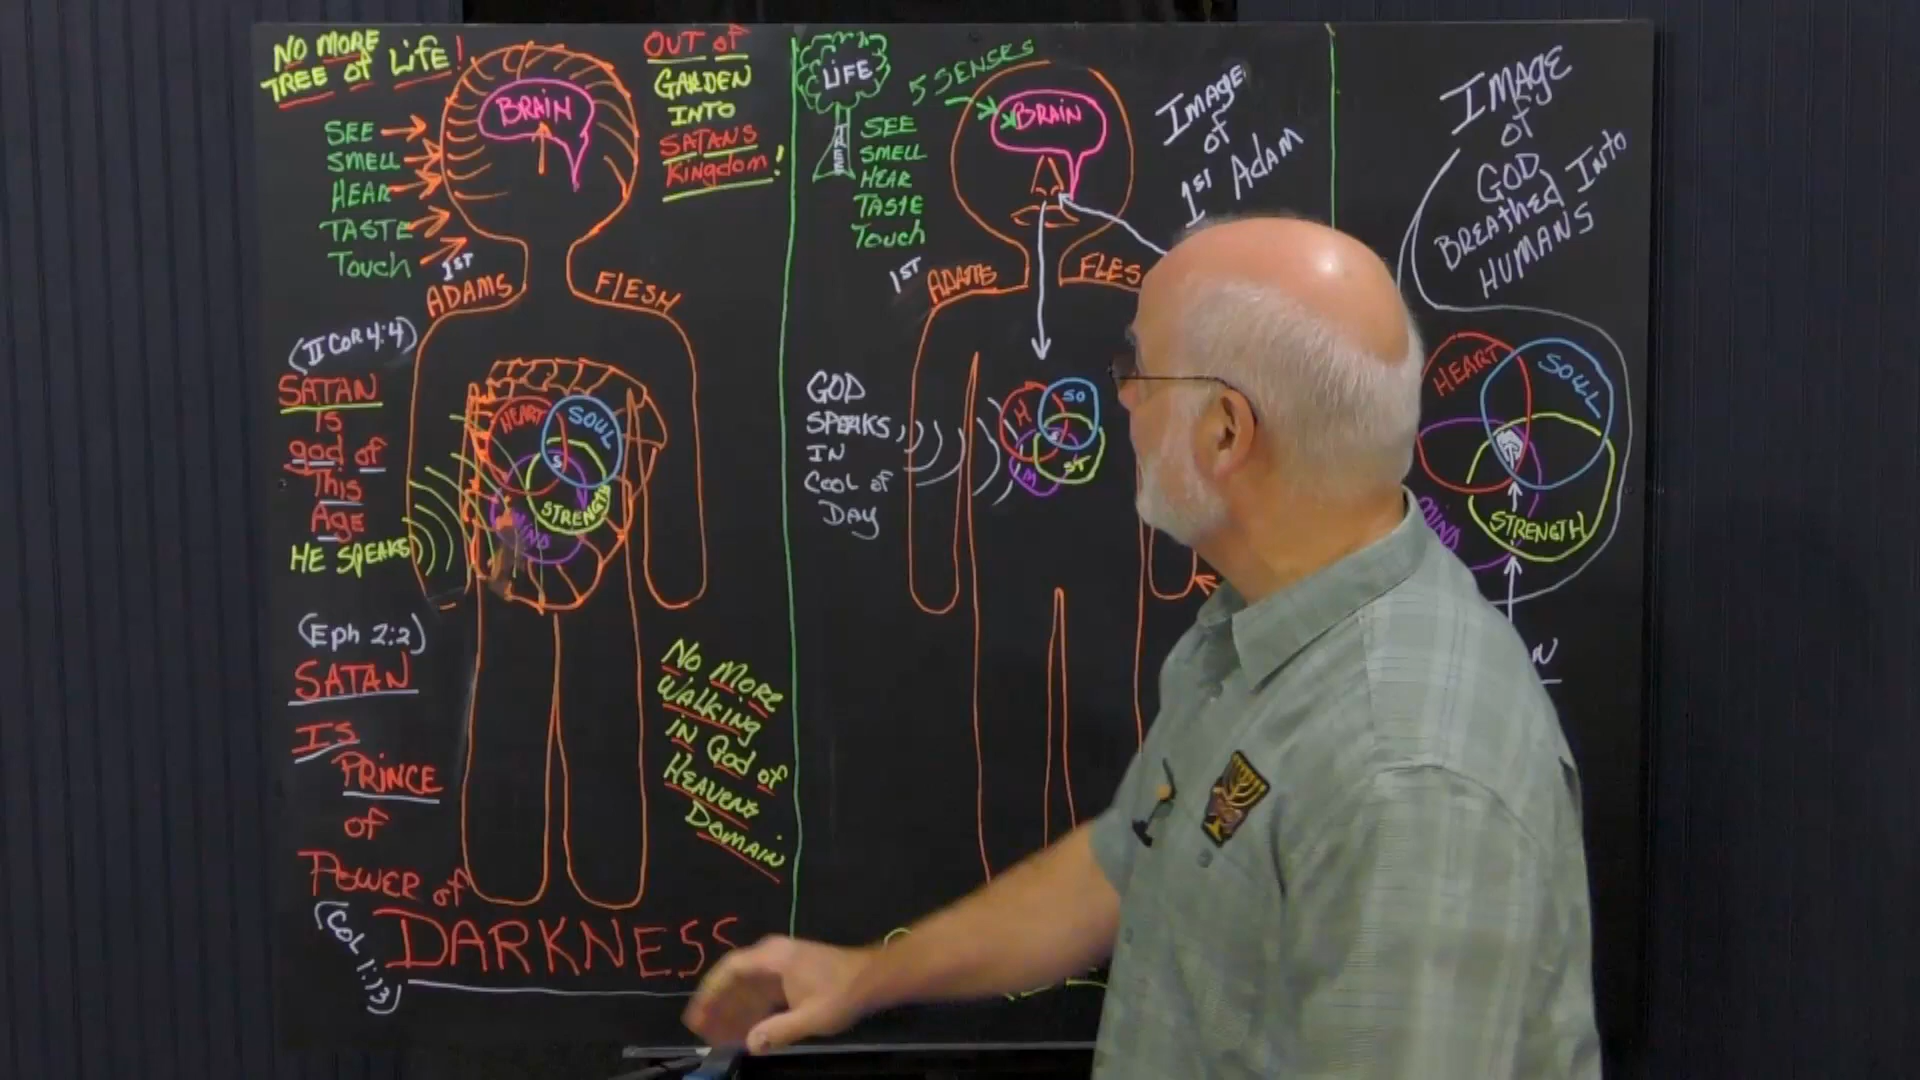 NO MORE
TREE of LiFE!
SEE
SMELL
HEAR
TASTE
Touch
BRAIN
OUT of
GARDEN
INTO
SATANS
Kingdom!
1ST
ADAMS
FlESH
(II COR 4:4)
SATAN
IS
god of
This
Age
HE SPEAKS
HEART
SOUL
S
STRENGTH
MIND
(Eph 2:2)
SATAN
IS
PRINCE
of
POWER of
DARKNESS
(COL 1:13)
NO MORE
WALKING
in God of
HEAVENS
DOMAIN
LIFE
TREE
5 SENSES
SEE
SMELL
HEAR
TASTE
Touch
BRAIN
IMAGE
of
1ST ADAM
1ST
ADAMS
FLES
GOD
SPEAKS
IN
COOL of
DAY
H
SO
S
M
ST
IMAGE
of
GOD
BREAthED INTO
HUMANS
HEART
SOUL
MIND
STRENGTH